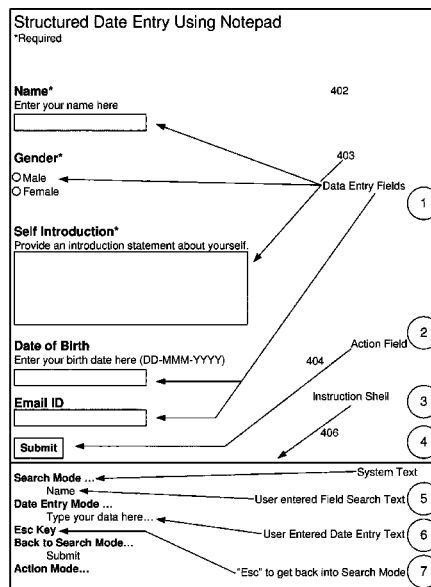 Structured Date Entry Using Notepad
*Required
Name*
402
Enter your name here
Gender*
403
Male
Data Entry Fields
Female
1
Self Introduction*
Provide an introduction statement about yourself.
2
Date of Birth
Action Field
Enter your birth date here (DD-MMM-YYYY)
404
Email ID
Instruction Shell
3
406
4
Submit
System Text
Search Mode ...
Name
User entered Field Search Text
5
Date Entry Mode ...
Type your data here...
User Entered Date Entry Text
6
Esc Key
Back to Search Mode...
Submit
"Esc" to get back into Search Mode
7
Action Mode...